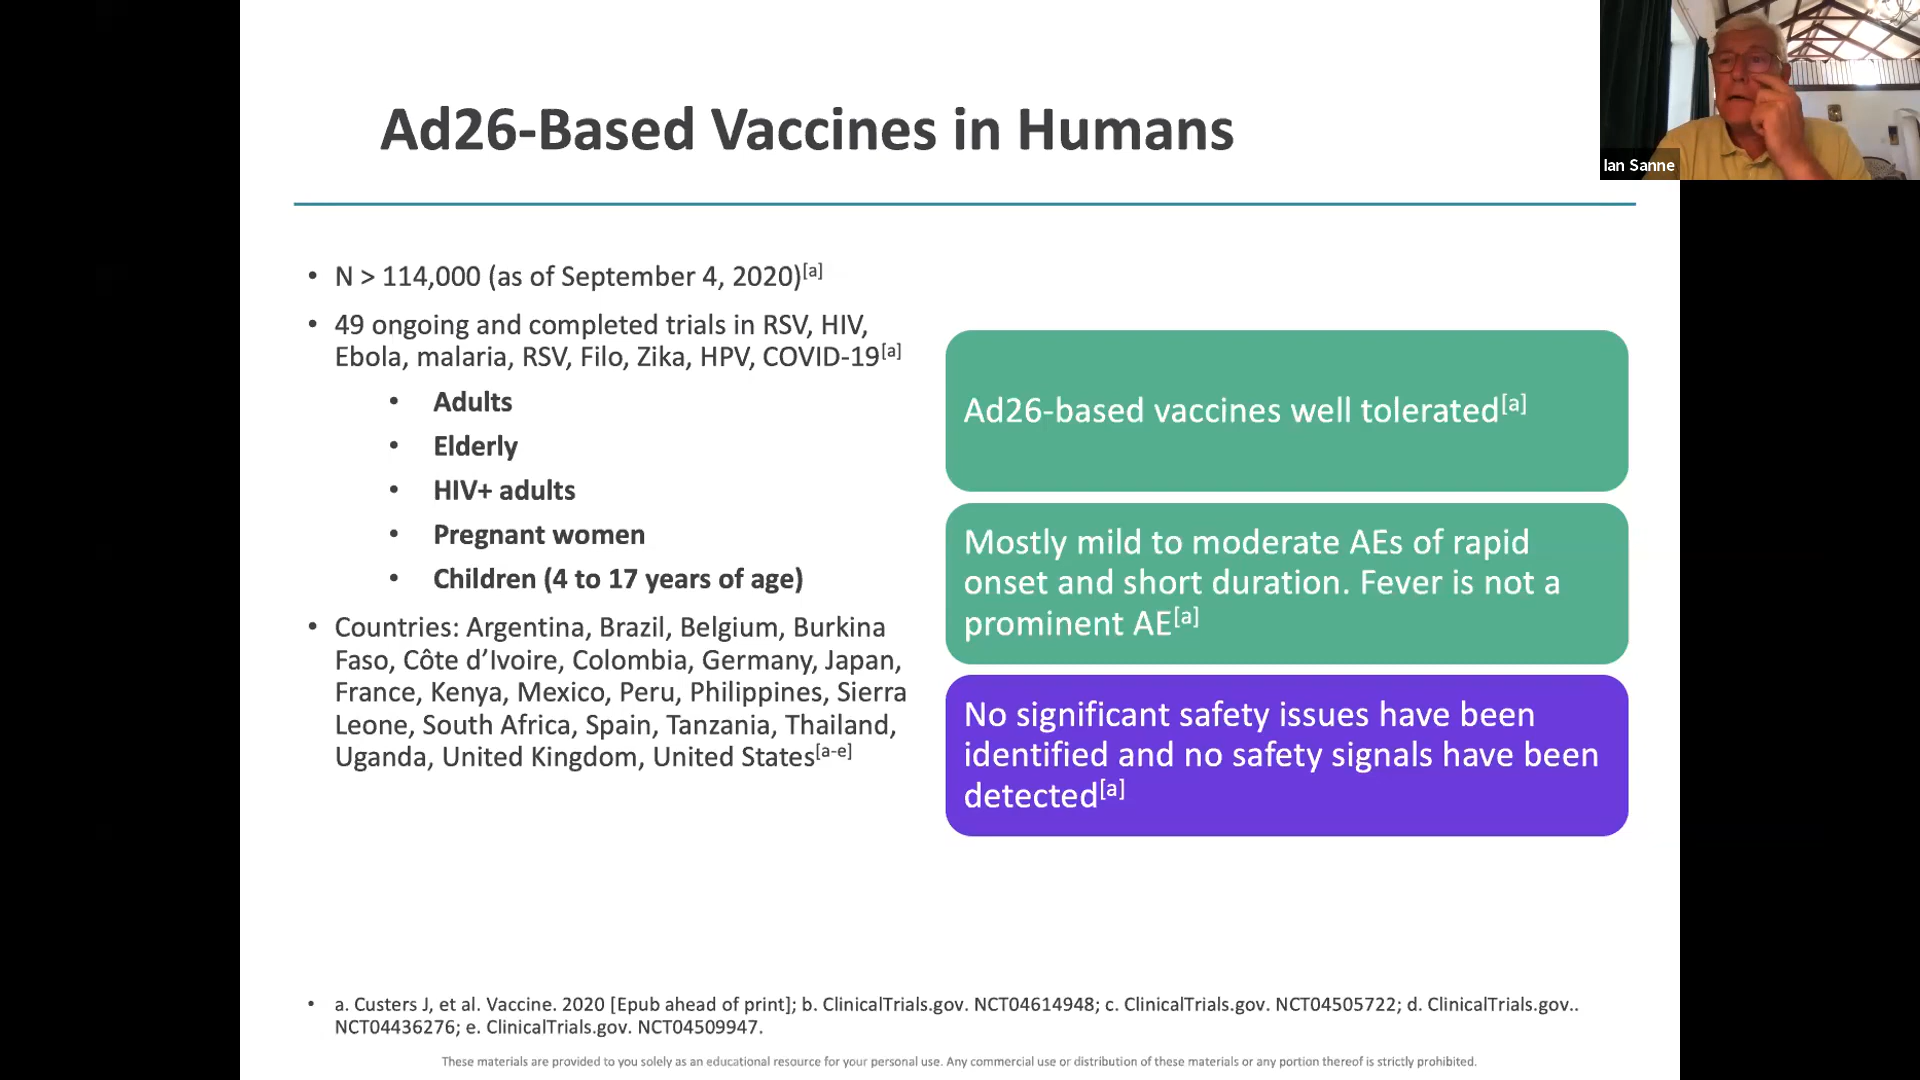 Ad26-Based Vaccines in Humans
Ian Sanne
• N > 114,000 (as of September 4, 2020)[a]
• 49 ongoing and completed trials in RSV, HIV,
Ebola, malaria, RSV, Filo, Zika, HPV, COVID-19[a]
• Adults
• Elderly
• HIV+ adults
• Pregnant women
• Children (4 to 17 years of age)
• Countries: Argentina, Brazil, Belgium, Burkina
Faso, Côte d’Ivoire, Colombia, Germany, Japan,
France, Kenya, Mexico, Peru, Philippines, Sierra
Leone, South Africa, Spain, Tanzania, Thailand,
Uganda, United Kingdom, United States[a-e]
Ad26-based vaccines well tolerated[a]
Mostly mild to moderate AEs of rapid
onset and short duration. Fever is not a
prominent AE[a]
No significant safety issues have been
identified and no safety signals have been
detected[a]
• a. Custers J, et al. Vaccine. 2020 [Epub ahead of print]; b. ClinicalTrials.gov. NCT04614948; c. ClinicalTrials.gov. NCT04505722; d. ClinicalTrials.gov..
NCT04436276; e. ClinicalTrials.gov. NCT04509947.
These materials are provided to you solely as an educational resource for your personal use. Any commercial use or distribution of these materials or any portion thereof is strictly prohibited.